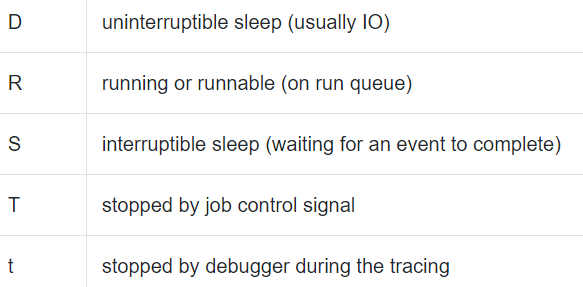 D uninterruptible sleep (usually IO)
R running or runnable (on run queue)
S interruptible sleep (waiting for an event to complete)
T stopped by job control signal
t stopped by debugger during the tracing